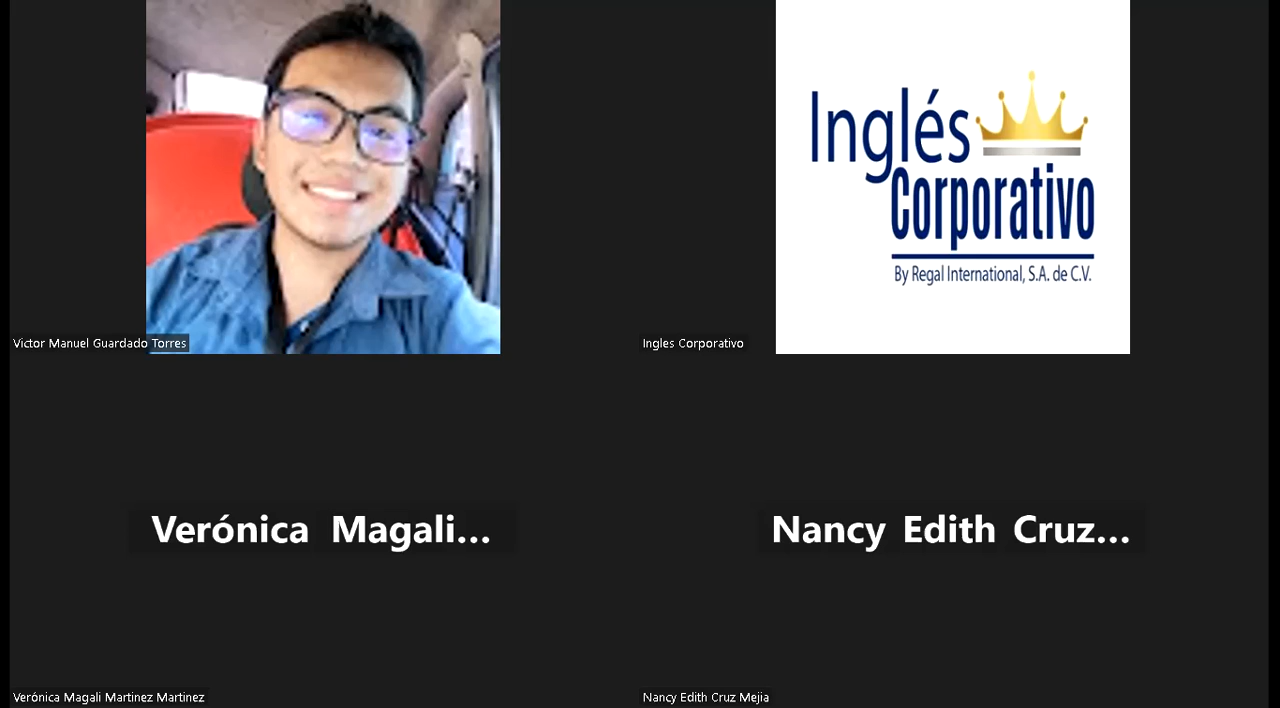 Inglés
Corporativo
By Regal International, S.A. de C.V.
Victor Manuel Guardado Torres
Ingles Corporativo
Verónica Magali...
Nancy Edith Cruz...
Verónica Magali Martinez Martinez
Nancy Edith Cruz Mejia